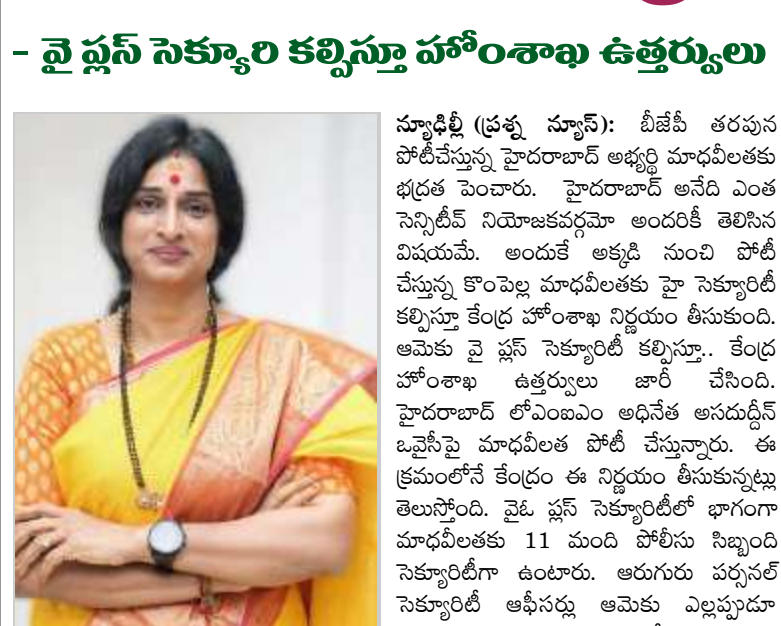 - వై ప్లస్ సెక్యూరి కల్పిస్తూ హోంశాఖ ఉత్తర్వులు
న్యూఢిల్లీ (ప్రశ్న న్యూస్): బీజేపీ తరపున
పోటీచేస్తున్న హైదరాబాద్ అభ్యర్థి మాధవీలతకు
భద్రత పెంచారు. హైదరాబాద్ అనేది ఎంత
సెన్సిటీవ్ నియోజకవర్గమో అందరికీ తెలిసిన
విషయమే. అందుకే అక్కడి నుంచి పోటీ
చేస్తున్న కొంపెల్ల మాధవీలతకు హై సెక్యూరిటీ
కల్పిస్తూ కేంద్ర హోంశాఖ నిర్ణయం తీసుకుంది.
ఆమెకు వై ప్లస్ సెక్యూరిటీ కల్పిస్తూ.. కేంద్ర
హోంశాఖ ఉత్తర్వులు జారీ చేసింది.
హైదరాబాద్ లోఎంఐఎం అధినేత అసదుద్దీన్
ఒవైసీపై మాధవీలత పోటీ చేస్తున్నారు. ఈ
క్రమంలోనే కేంద్రం ఈ నిర్ణయం తీసుకున్నట్లు
తెలుస్తోంది. వైఓ ప్లస్ సెక్యూరిటీలో భాగంగా
మాధవీలతకు 11 మంది పోలీసు సిబ్బంది
సెక్యూరిటీగా ఉంటారు. ఆరుగురు పర్సనల్
సెక్యూరిటీ ఆఫీసర్లు ఆమెకు ఎల్లప్పుడూ